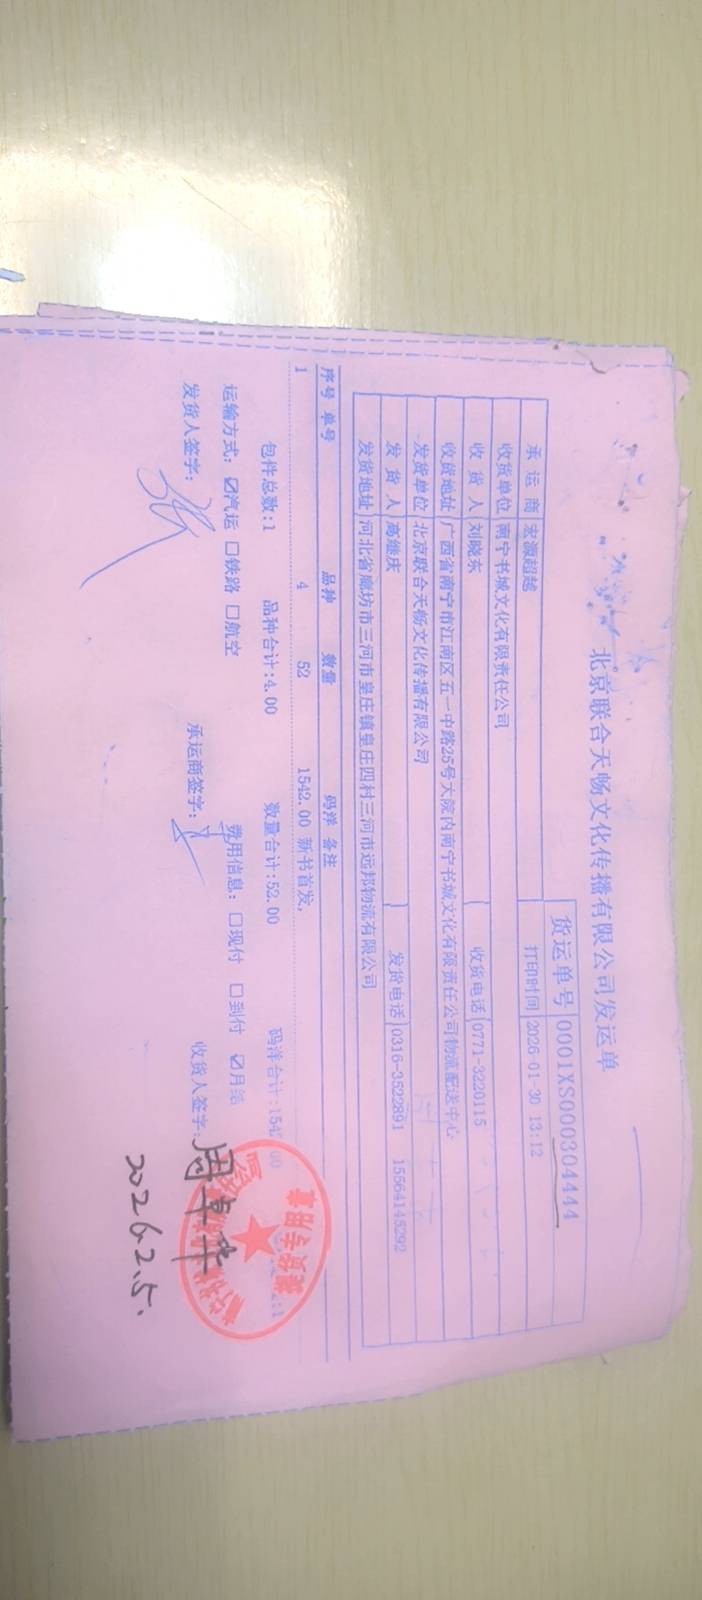 北京联合天畅文化传播有限公司发运单
货运单号 0001XS000304444
承 运 商 宏源超越 打印时间 2026-01-30 13:12
收货单位 南宁书城文化有限责任公司
收 货 人 刘晓东 收货电话 0771-3220115
收货地址 广西省南宁市江南区五一中路25号大院内南宁书城文化有限责任公司物流配送中心
发货单位 北京联合天畅文化传播有限公司
发 货 人 高继庆 发货电话 0316-3522891 15564145292
发货地址 河北省廊坊市三河市皇庄镇皇庄四村三河市远邦物流有限公司
序号 单号 品种 数量 码洋 备注
1 4 52 1542.00 新书首发,
包件总数:1 品种合计:4.00 数量合计:52.00 码洋合计:1542.00 :1
运输方式: ☑汽运 ☐铁路 ☐航空 费用信息: ☐现付 ☐到付 ☑月结
发货人签字: 承运商签字: 收货人签字: 周卓华
2026.2.5.